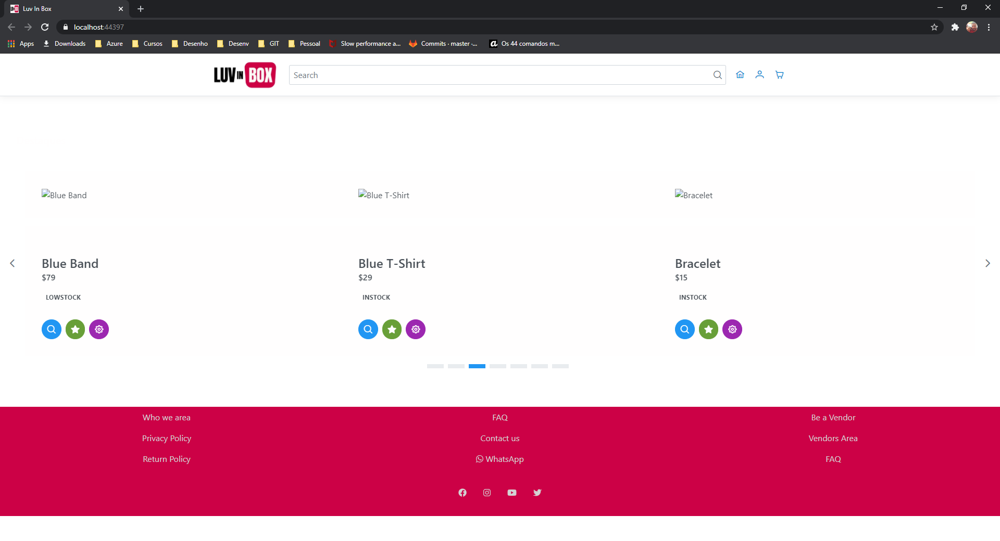 Luv In Box
localhost:44397
Apps Downloads Azure Cursos Desenho Desenv GIT Pessoal Slow performance a... Commits · master ·... a Os 44 comandos m...
LUV IN BOX Search
Blue Band Blue T-Shirt Bracelet
Blue Band Blue T-Shirt Bracelet
$79 $29 $15
LOWSTOCK INSTOCK INSTOCK
Who we area FAQ Be a Vendor
Privacy Policy Contact us Vendors Area
Return Policy WhatsApp FAQ